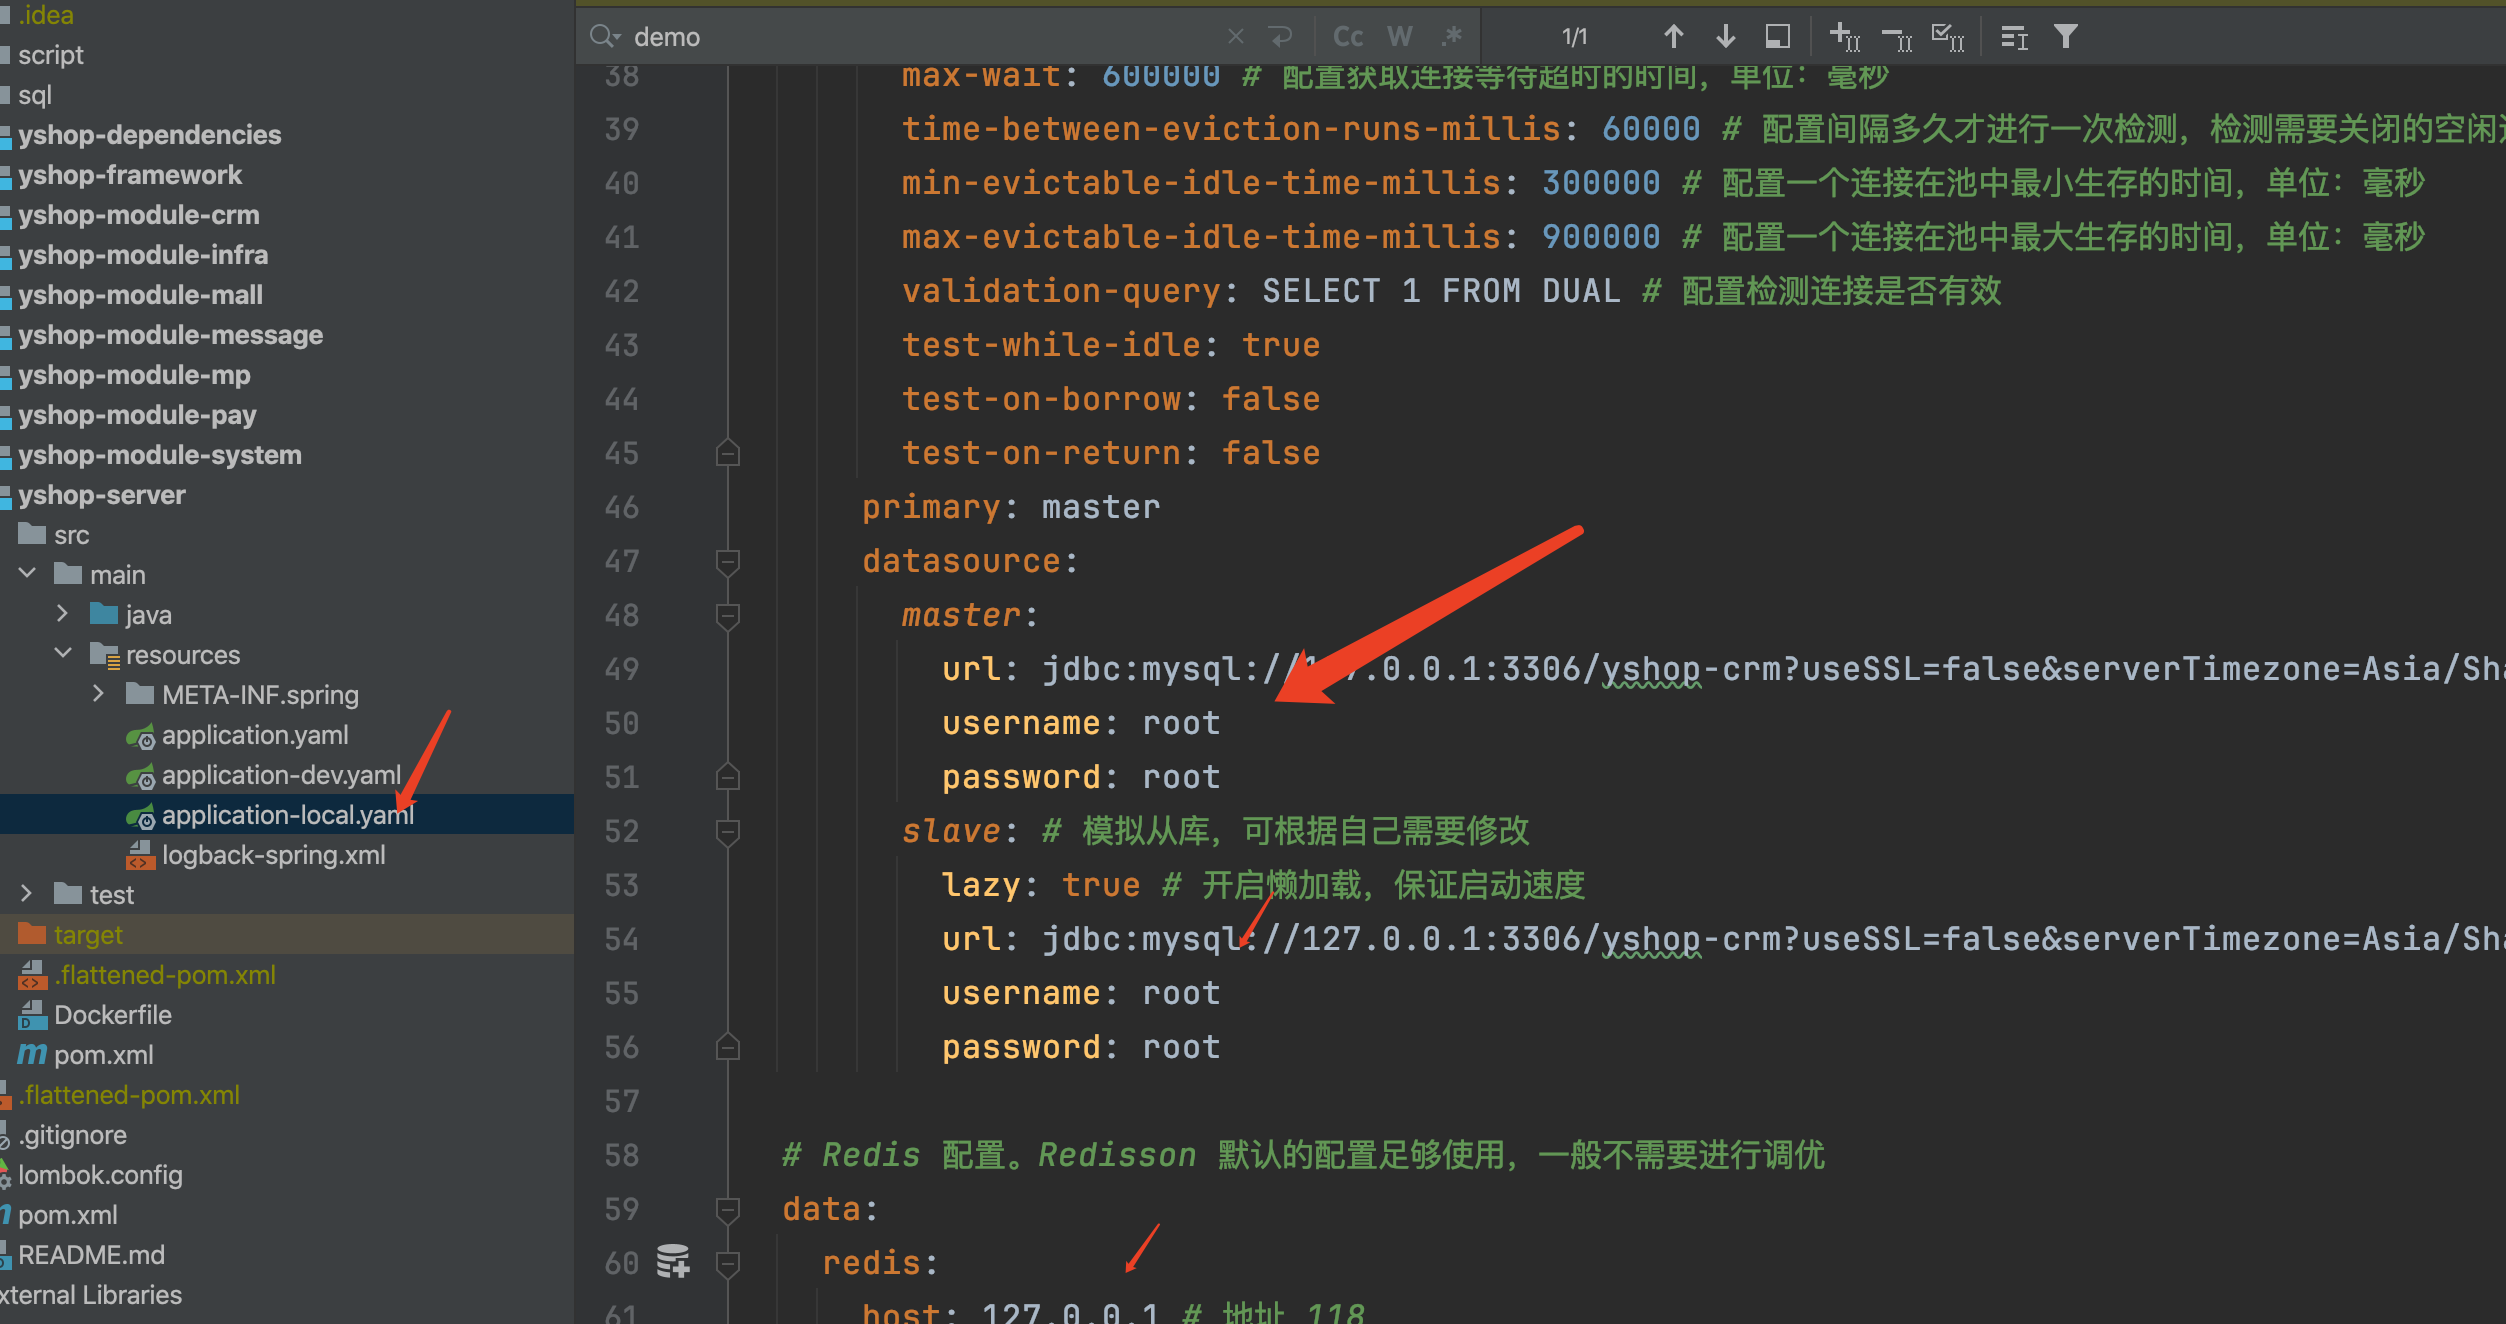 .idea
script
sql
yshop-dependencies
yshop-framework
yshop-module-crm
yshop-module-infra
yshop-module-mall
yshop-module-message
yshop-module-mp
yshop-module-pay
yshop-module-system
yshop-server
src
main
java
resources
META-INF.spring
application.yaml
application-dev.yaml
application-local.yaml
logback-spring.xml
test
target
.flattened-pom.xml
Dockerfile
pom.xml
.flattened-pom.xml
.gitignore
lombok.config
pom.xml
README.md
xternal Libraries
demo
Cc W .* 1/1
38 max-wait: 600000 # 配置获取连接等待超时的时间，单位：毫秒
39 time-between-eviction-runs-millis: 60000 # 配置间隔多久才进行一次检测，检测需要关闭的空闲
40 min-evictable-idle-time-millis: 300000 # 配置一个连接在池中最小生存的时间，单位：毫秒
41 max-evictable-idle-time-millis: 900000 # 配置一个连接在池中最大生存的时间，单位：毫秒
42 validation-query: SELECT 1 FROM DUAL # 配置检测连接是否有效
43 test-while-idle: true
44 test-on-borrow: false
45 test-on-return: false
46 primary: master
47 datasource:
48 master:
49 url: jdbc:mysql://127.0.0.1:3306/yshop-crm?useSSL=false&serverTimezone=Asia/Sha
50 username: root
51 password: root
52 slave: # 模拟从库，可根据自己需要修改
53 lazy: true # 开启懒加载，保证启动速度
54 url: jdbc:mysql://127.0.0.1:3306/yshop-crm?useSSL=false&serverTimezone=Asia/Sha
55 username: root
56 password: root
57
58 # Redis 配置。Redisson 默认的配置足够使用，一般不需要进行调优
59 data:
60 redis:
61 host: 127.0.0.1 # 地址 118